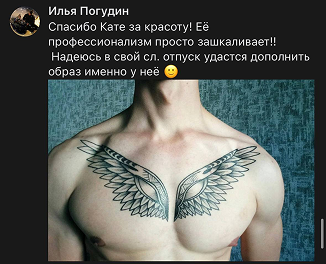 Илья Погудин
Спасибо Кате за красоту! Её
профессионализм просто зашкаливает!!
Надеюсь в свой сл. отпуск удастся дополнить
образ именно у неё 🙂